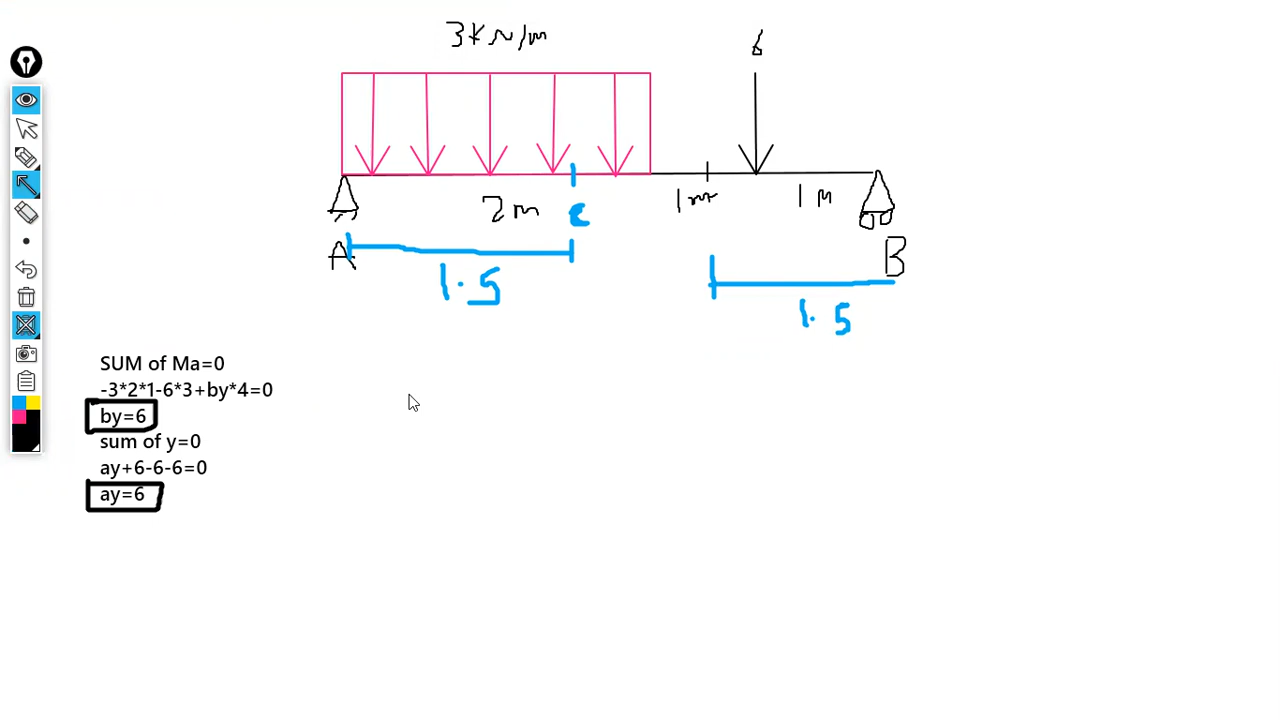 3KN/m
6
2m
1m
1m
C
A
B
1.5
1.5
SUM of Ma=0
-3*2*1-6*3+by*4=0
by=6
sum of y=0
ay+6-6-6=0
ay=6